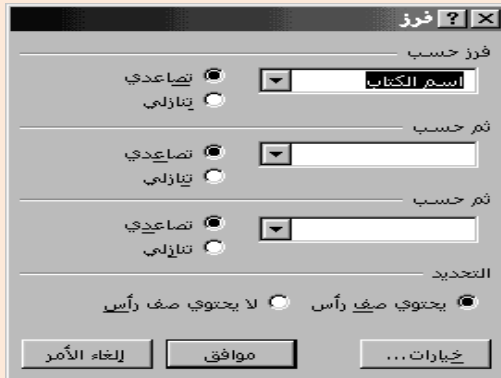 فرز
فرز حسب
اسم الكتاب تصاعدي
تنازلي
ثم حسب
تصاعدي
تنازلي
ثم حسب
تصاعدي
تنازلي
التحديد
يحتوي صف رأس لا يحتوي صف رأس
خيارات... موافق إلغاء الأمر